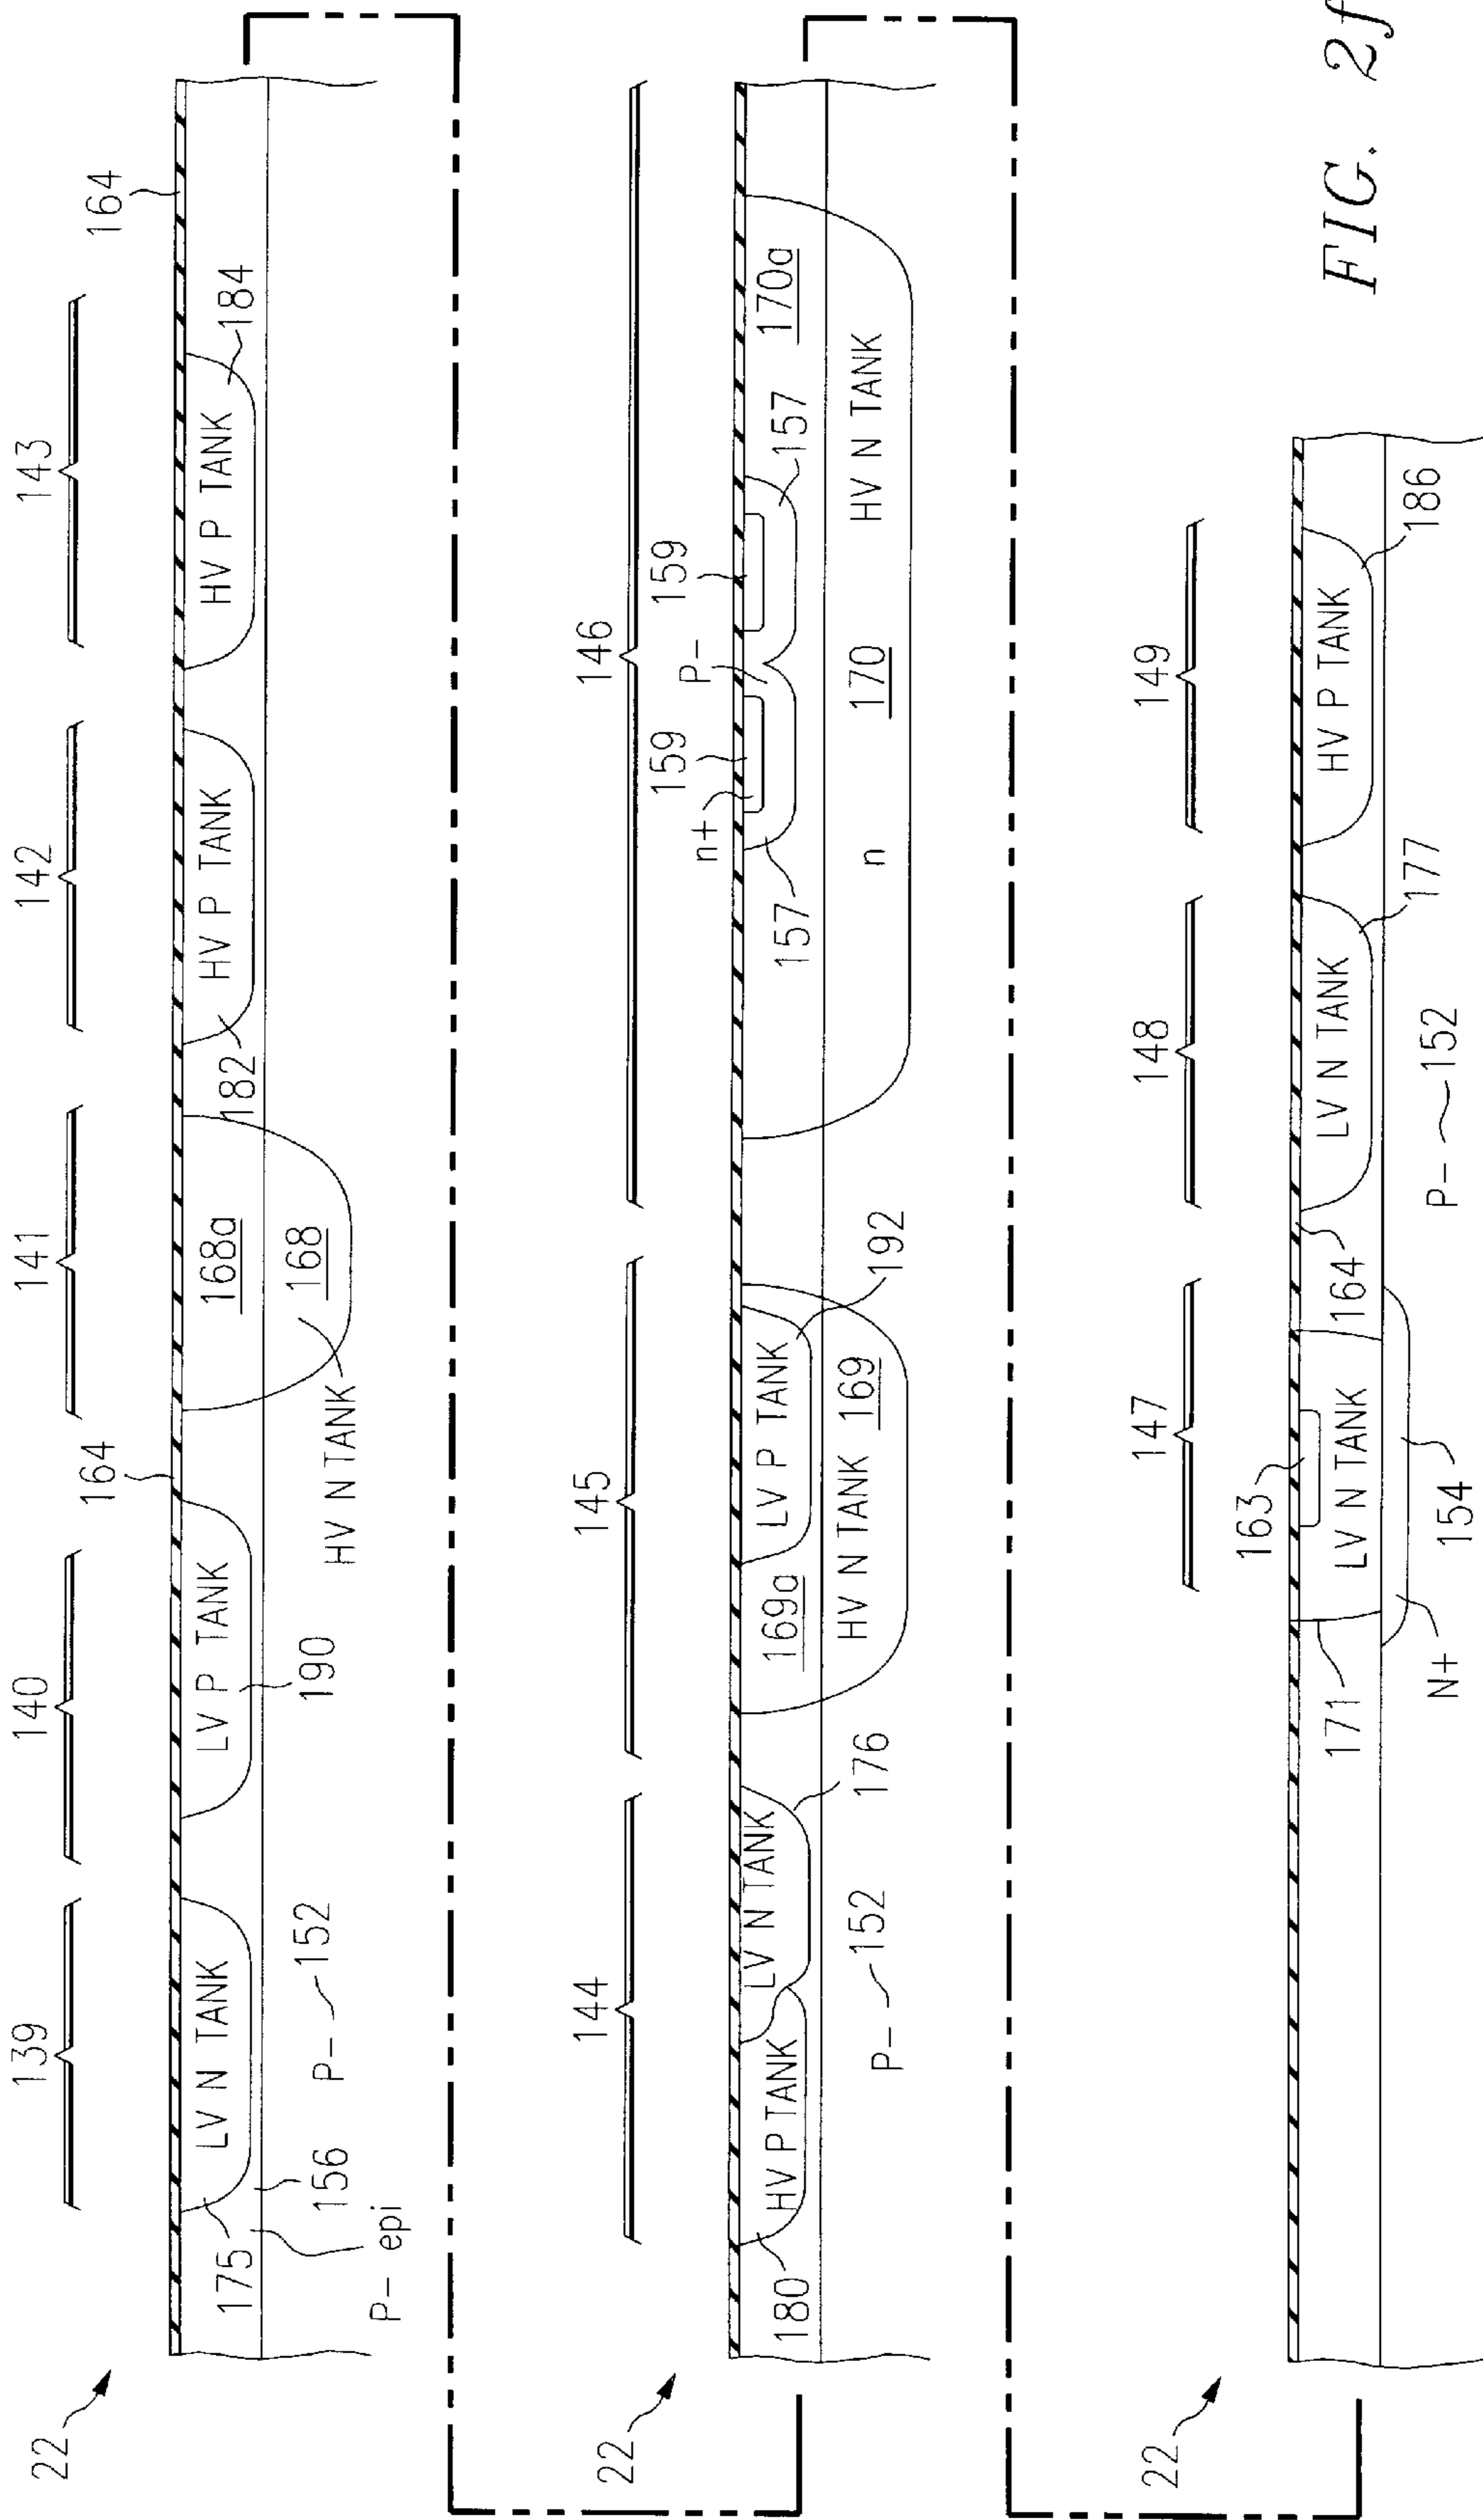 22
139
140
141
142
143
164
164
LV N TANK
LV P TANK
168a
HV P TANK
HV P TANK
175
182
184
156
P- 152
190
168
P- epi
HV N TANK
22
144
145
146
n+
159
P-
159
HV P TANK
LV N TANK
LV P TANK
192
157
157
170a
180
176
169a
P- 152
HV N TANK 169
n
170
HV N TANK
22
147
148
149
163
171
LV N TANK
164
LV N TANK
177
HV P TANK
186
N+
154
P- 152
FIG. 2f